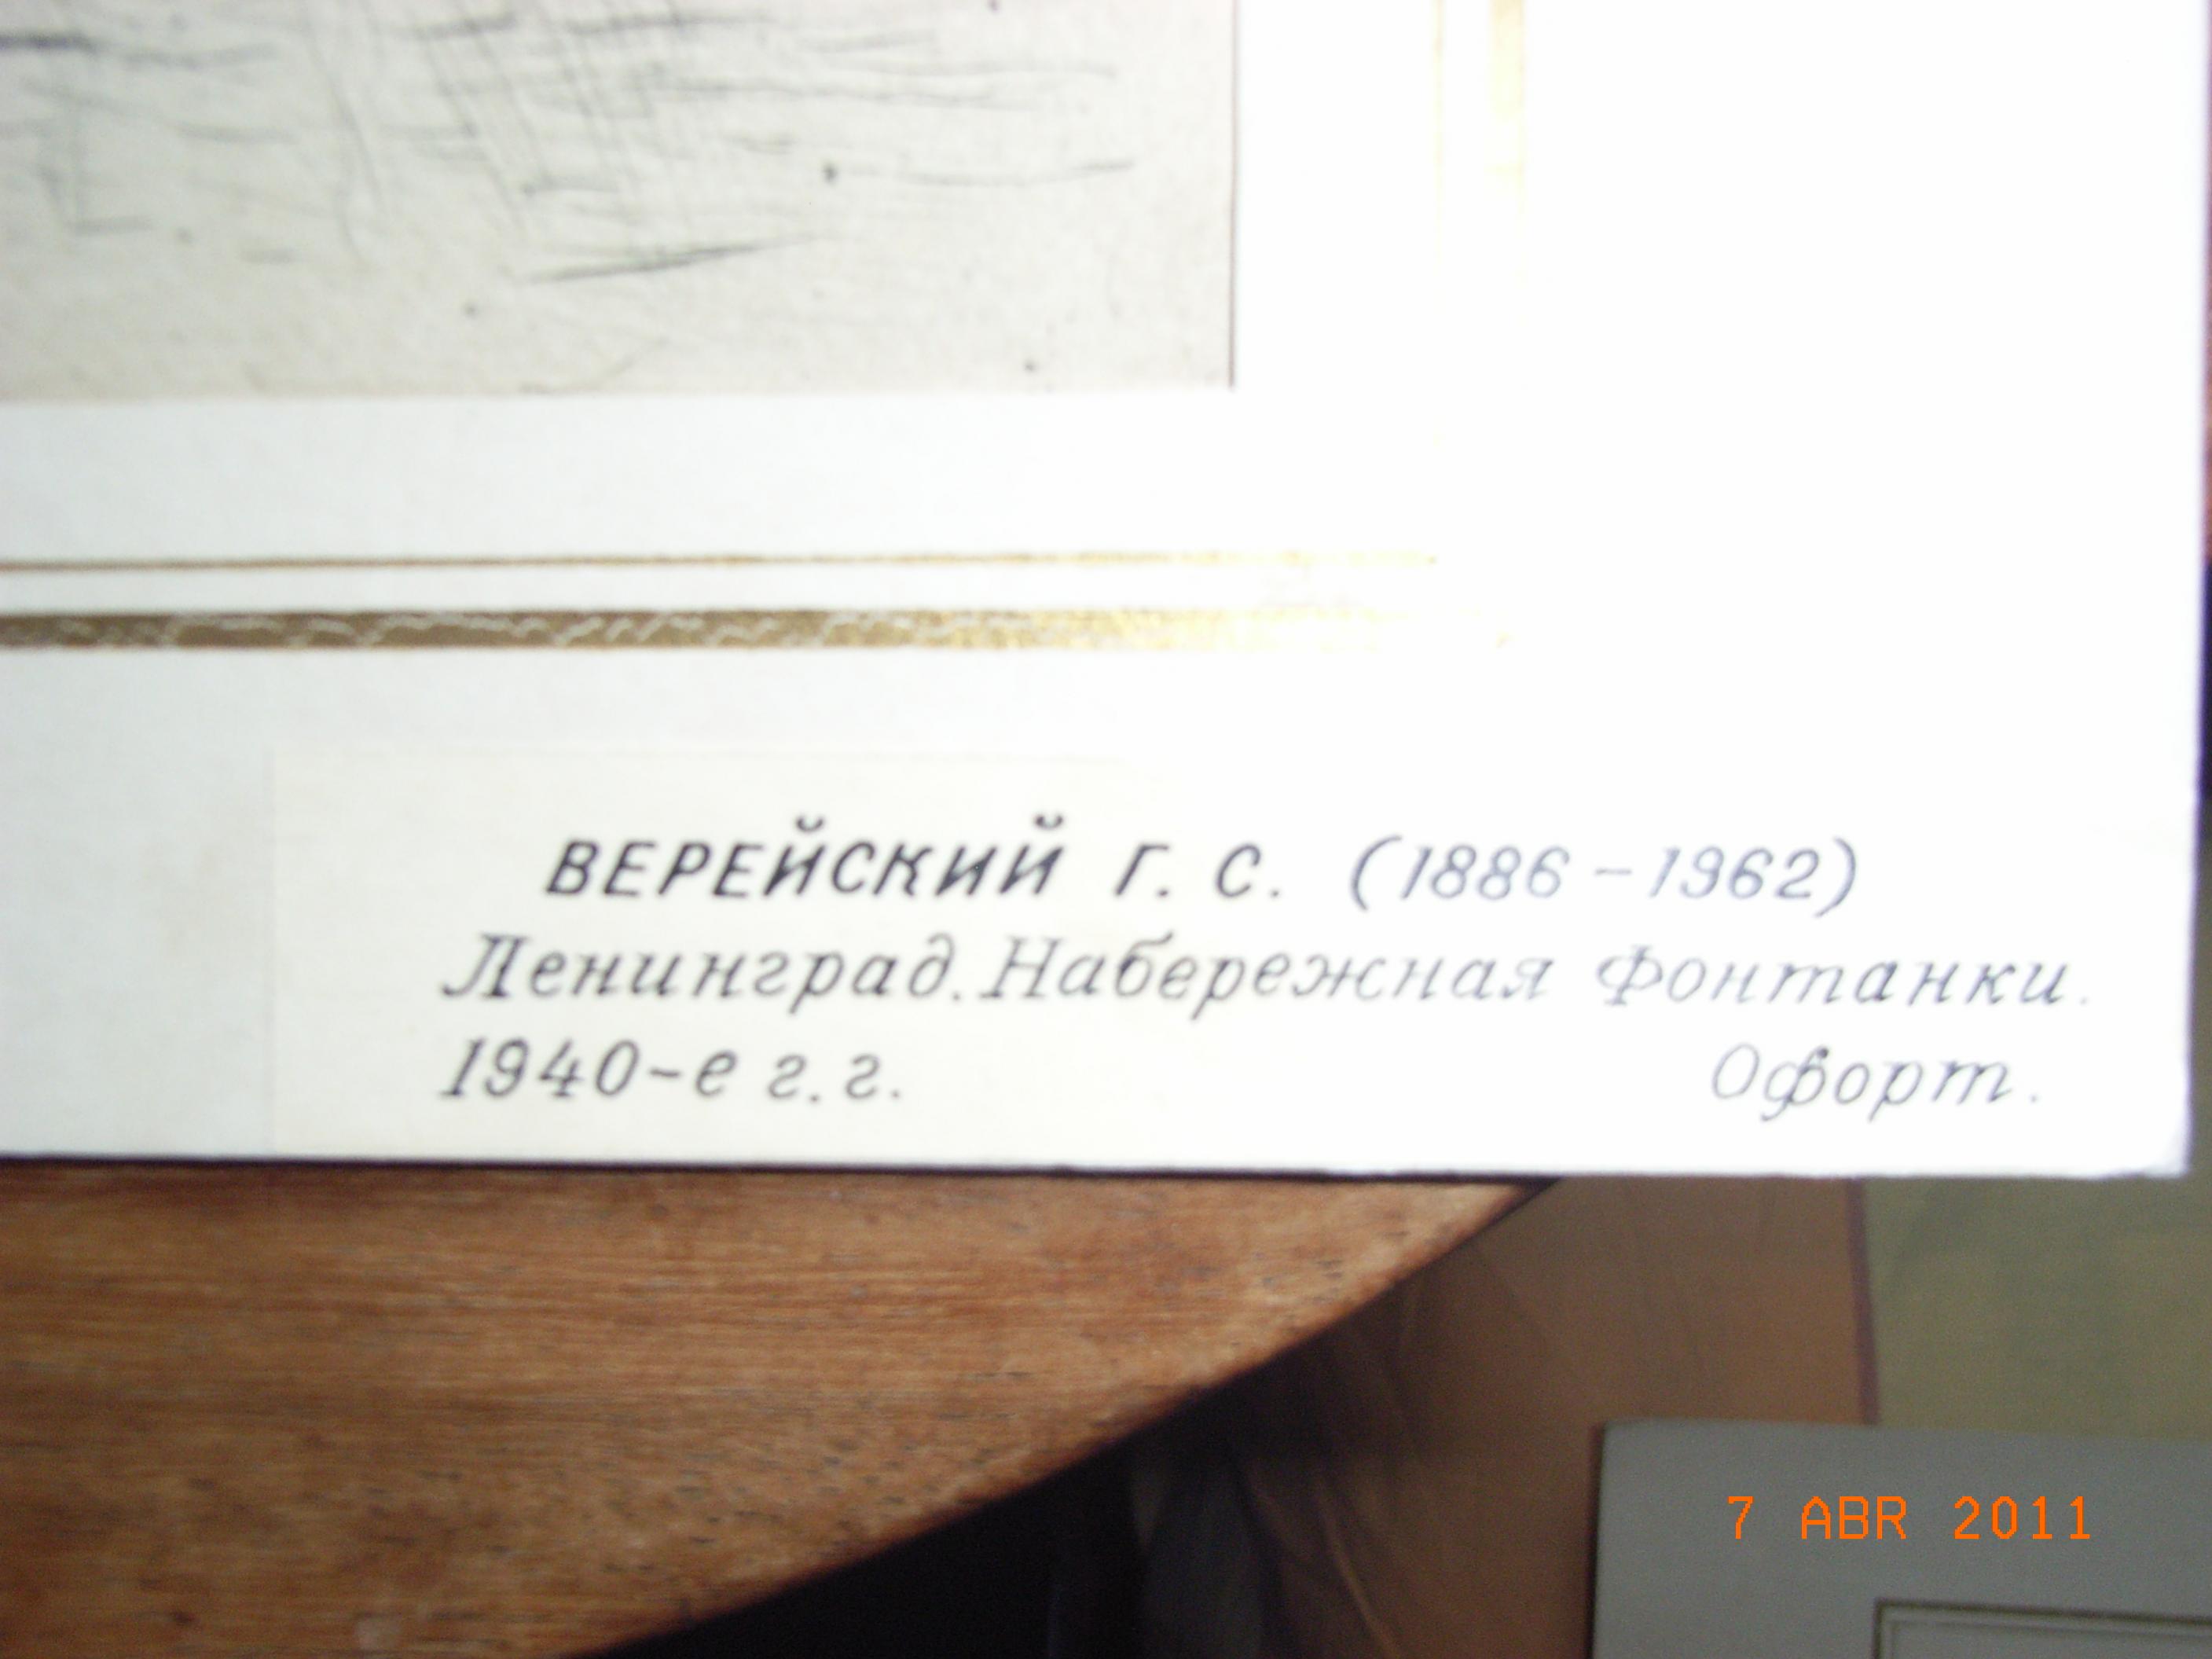 ВЕРЕЙСКИЙ Г. С. (1886-1962)
Ленинград. Набережная Фонтанки.
1940-е г.г. Офорт.
7 ABR 2011